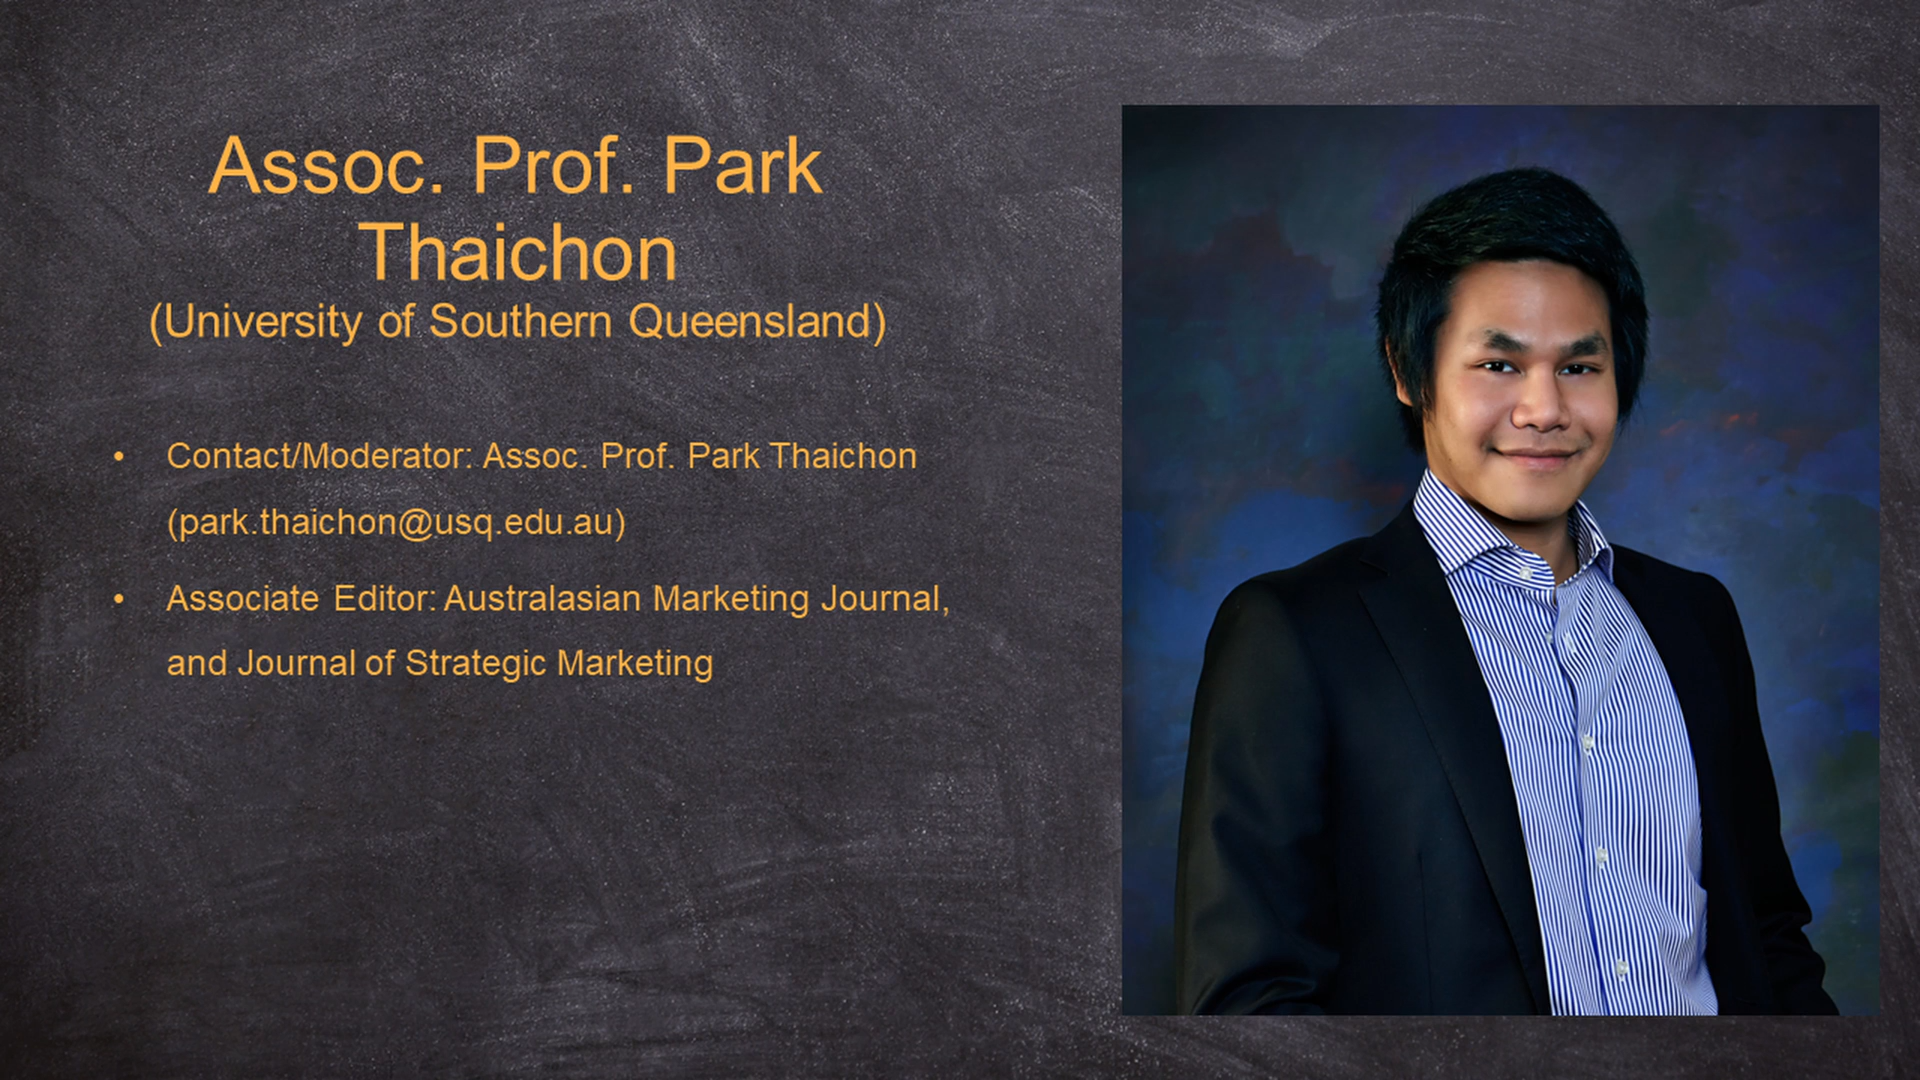 Assoc. Prof. Park
Thaichon
(University of Southern Queensland)
• Contact/Moderator: Assoc. Prof. Park Thaichon
(park.thaichon@usq.edu.au)
• Associate Editor: Australasian Marketing Journal,
and Journal of Strategic Marketing